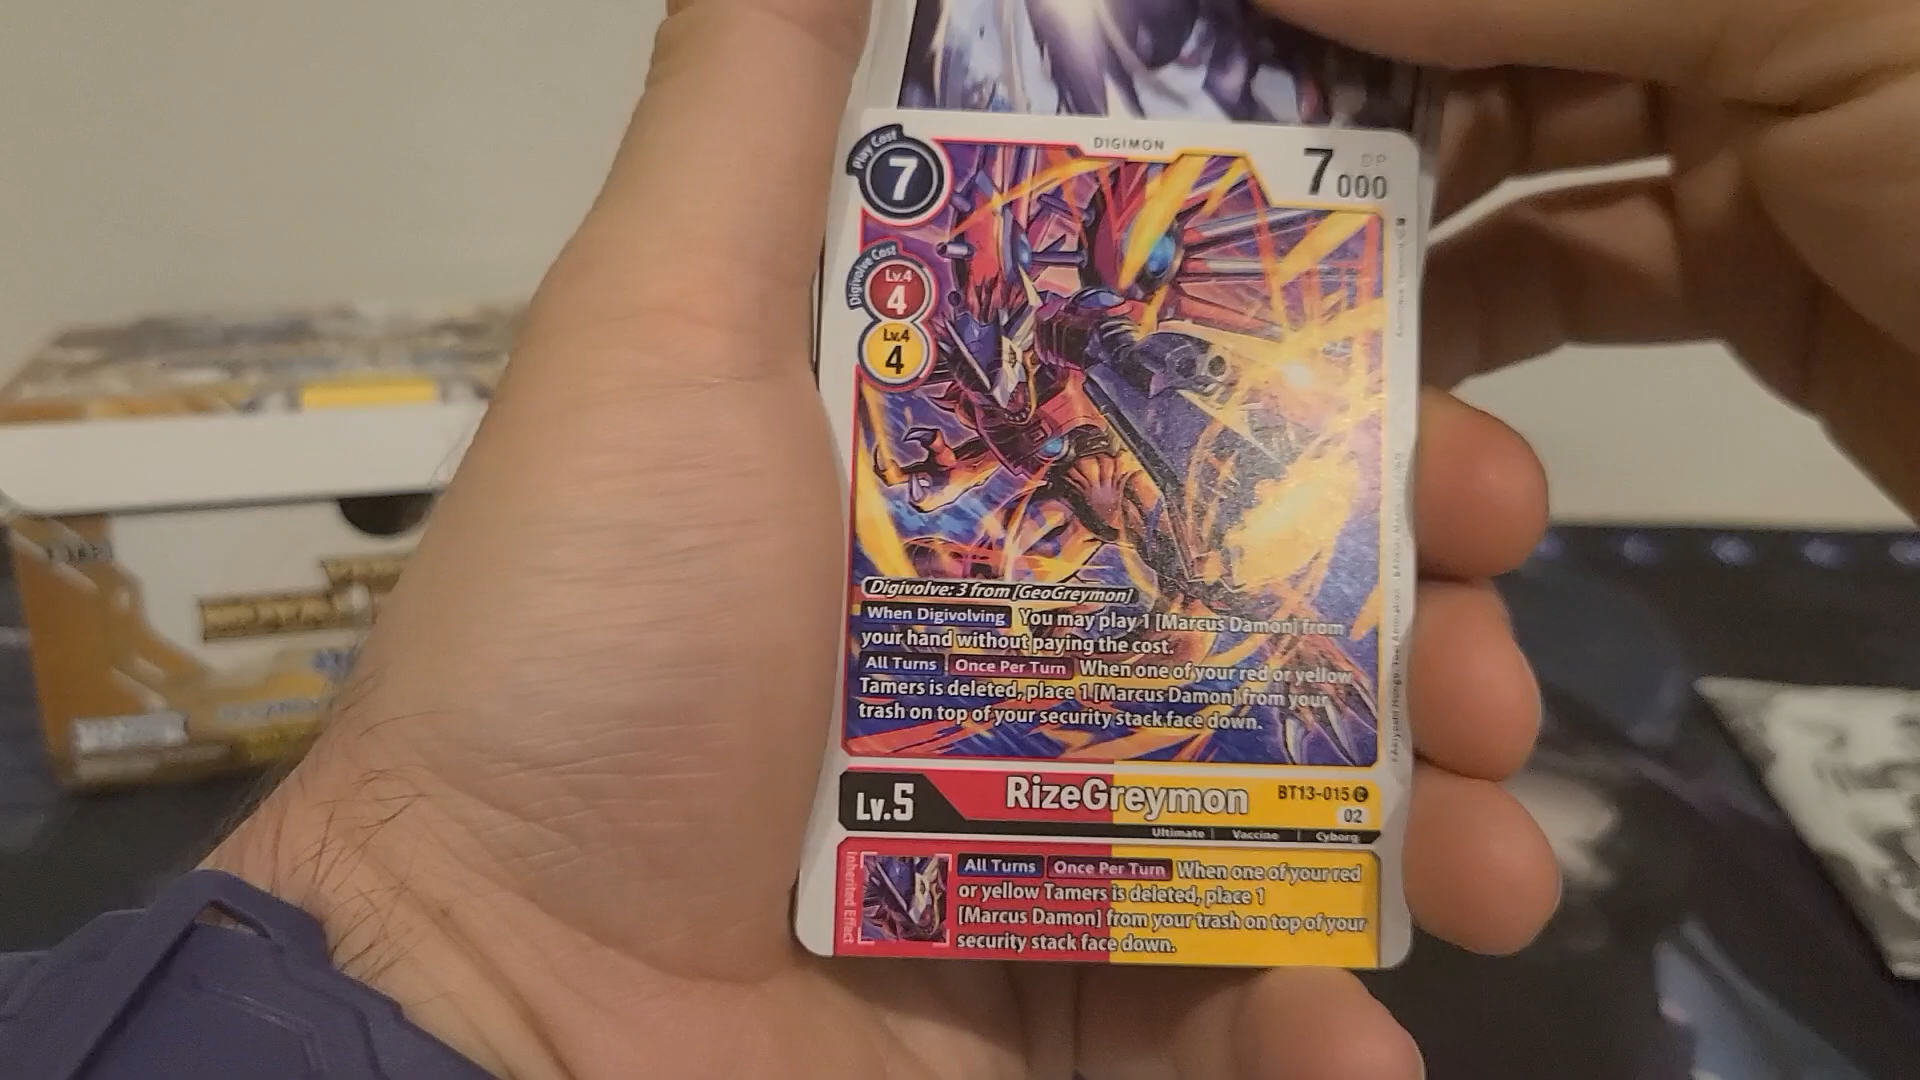 DIGIMON
Play Cost
7
7000
DP
Digivolve Cost
Lv.4
4
Lv.4
4
Digivolve: 3 from [GeoGreymon]
When Digivolving You may play 1 [Marcus Damon] from
your hand without paying the cost.
All Turns Once Per Turn When one of your red or yellow
Tamers is deleted, place 1 [Marcus Damon] from your
trash on top of your security stack face down.
Lv.5
RizeGreymon
BT13-015 C
02
Ultimate | Vaccine | Cyborg
Inherited Effect
All Turns Once Per Turn When one of your red
or yellow Tamers is deleted, place 1
[Marcus Damon] from your trash on top of your
security stack face down.